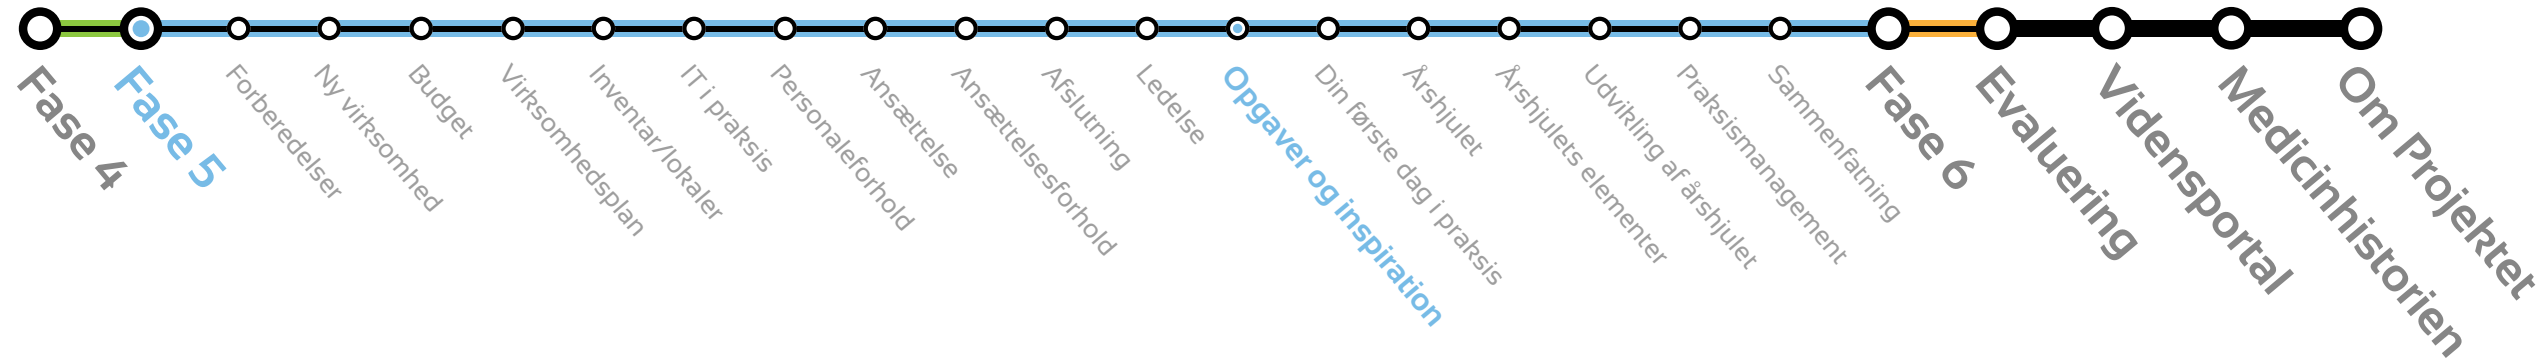 Fase 4
Fase 5
Forberedelser
Ny virksomhed
Budget
Virksomhedsplan
Inventar/lokaler
IT i praksis
Personaleforhold
Ansættelse
Ansættelsesforhold
Afslutning
Ledelse
Opgaver og inspiration
Din første dag i praksis
Årshjulet
Årshjulets elementer
Udvikling af årshjulet
Praksismanagement
Sammenfatning
Fase 6
Evaluering
Vidensportal
Medicinhistorien
Om Projektet